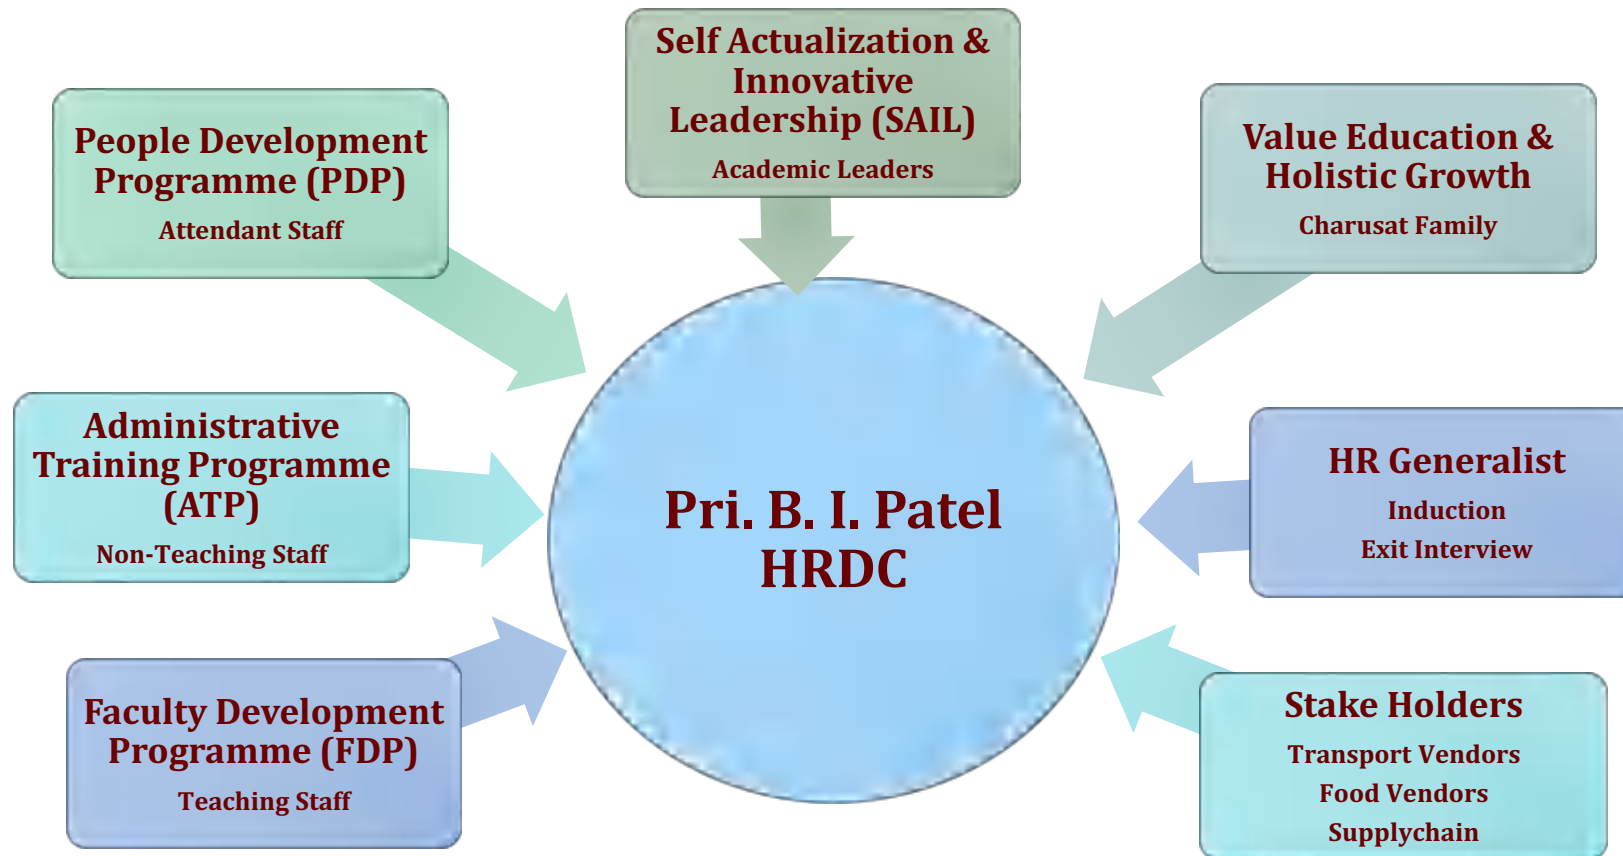 Self Actualization &
Innovative
Leadership (SAIL)
Academic Leaders
People Development
Programme (PDP)
Attendant Staff
Value Education &
Holistic Growth
Charusat Family
Administrative
Training Programme
(ATP)
Non-Teaching Staff
Pri. B. I. Patel
HRDC
HR Generalist
Induction
Exit Interview
Faculty Development
Programme (FDP)
Teaching Staff
Stake Holders
Transport Vendors
Food Vendors
Supplychain